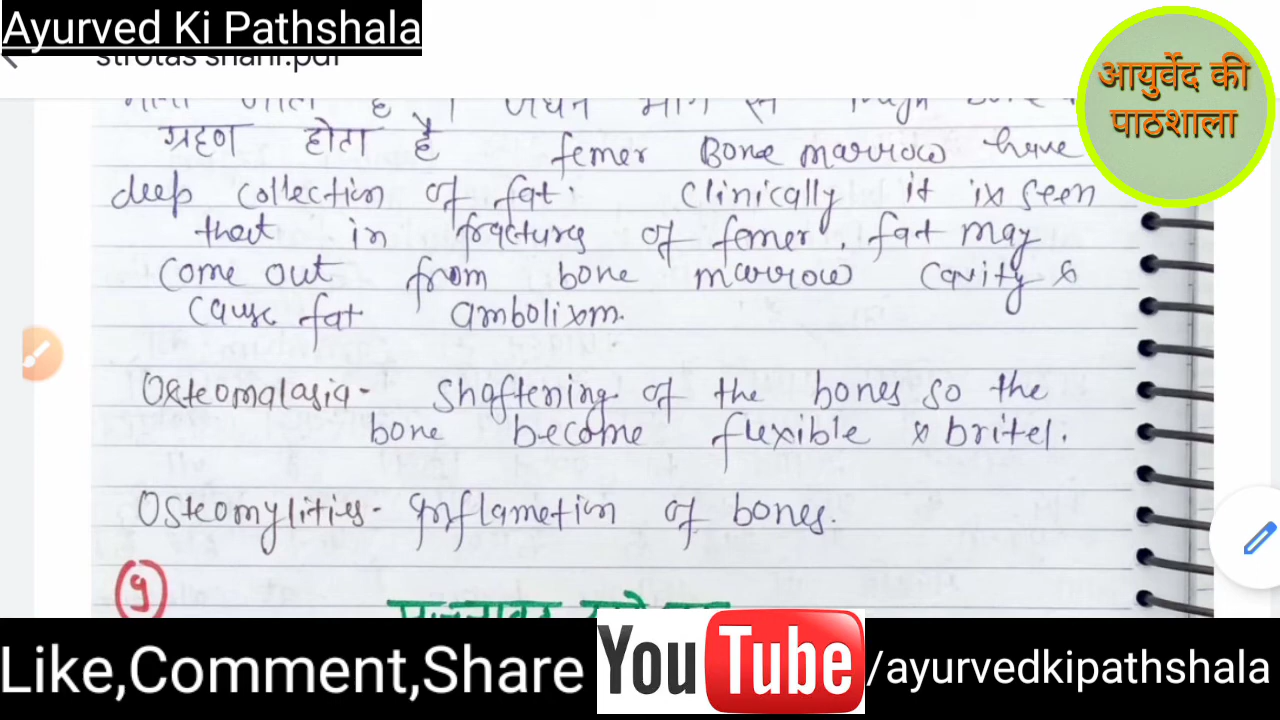 Ayurved Ki Pathshala
strotas sharir.pdf
आयुर्वेद की
पाठशाला
ग्रहण होता है femer Bone marrow have
deep collection of fat. Clinically it is seen
that in fractures of femer, fat may
come out from bone marrow cavity &
cause fat ambolism.
Osteomalasia- Shoftening of the bones so the
bone become flexible & britel.
Osteomylities- Inflametion of bones.
9
Like,Comment,Share YouTube /ayurvedkipathshala